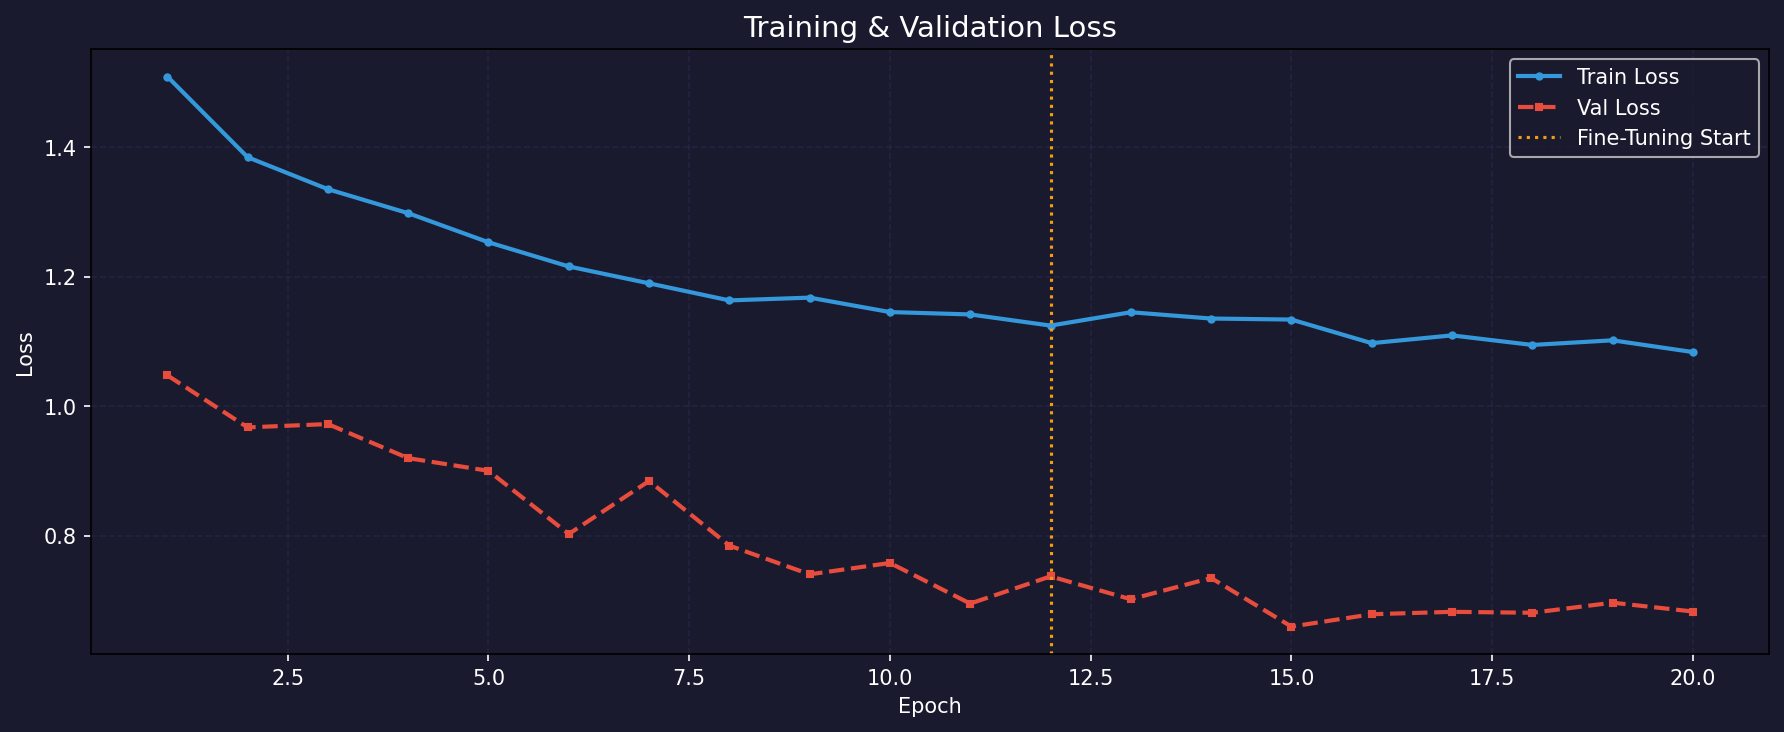 Training & Validation Loss
Train Loss
Val Loss
Fine-Tuning Start
1.4
1.2
1.0
0.8
Loss
2.5 5.0 7.5 10.0 12.5 15.0 17.5 20.0
Epoch